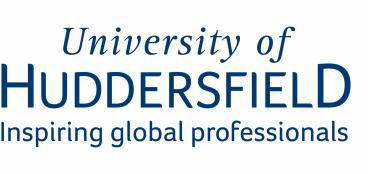 University of
HUDDERSFIELD
Inspiring global professionals